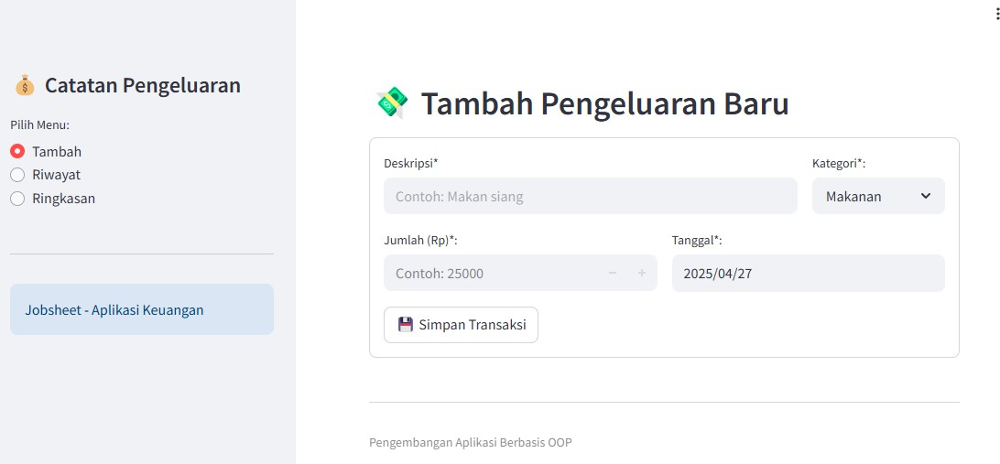 Catatan Pengeluaran
Pilih Menu:
Tambah
Riwayat
Ringkasan
Jobsheet - Aplikasi Keuangan
Tambah Pengeluaran Baru
Deskripsi*
Kategori*:
Contoh: Makan siang
Makanan
Jumlah (Rp)*:
Tanggal*:
Contoh: 25000
2025/04/27
Simpan Transaksi
Pengembangan Aplikasi Berbasis OOP